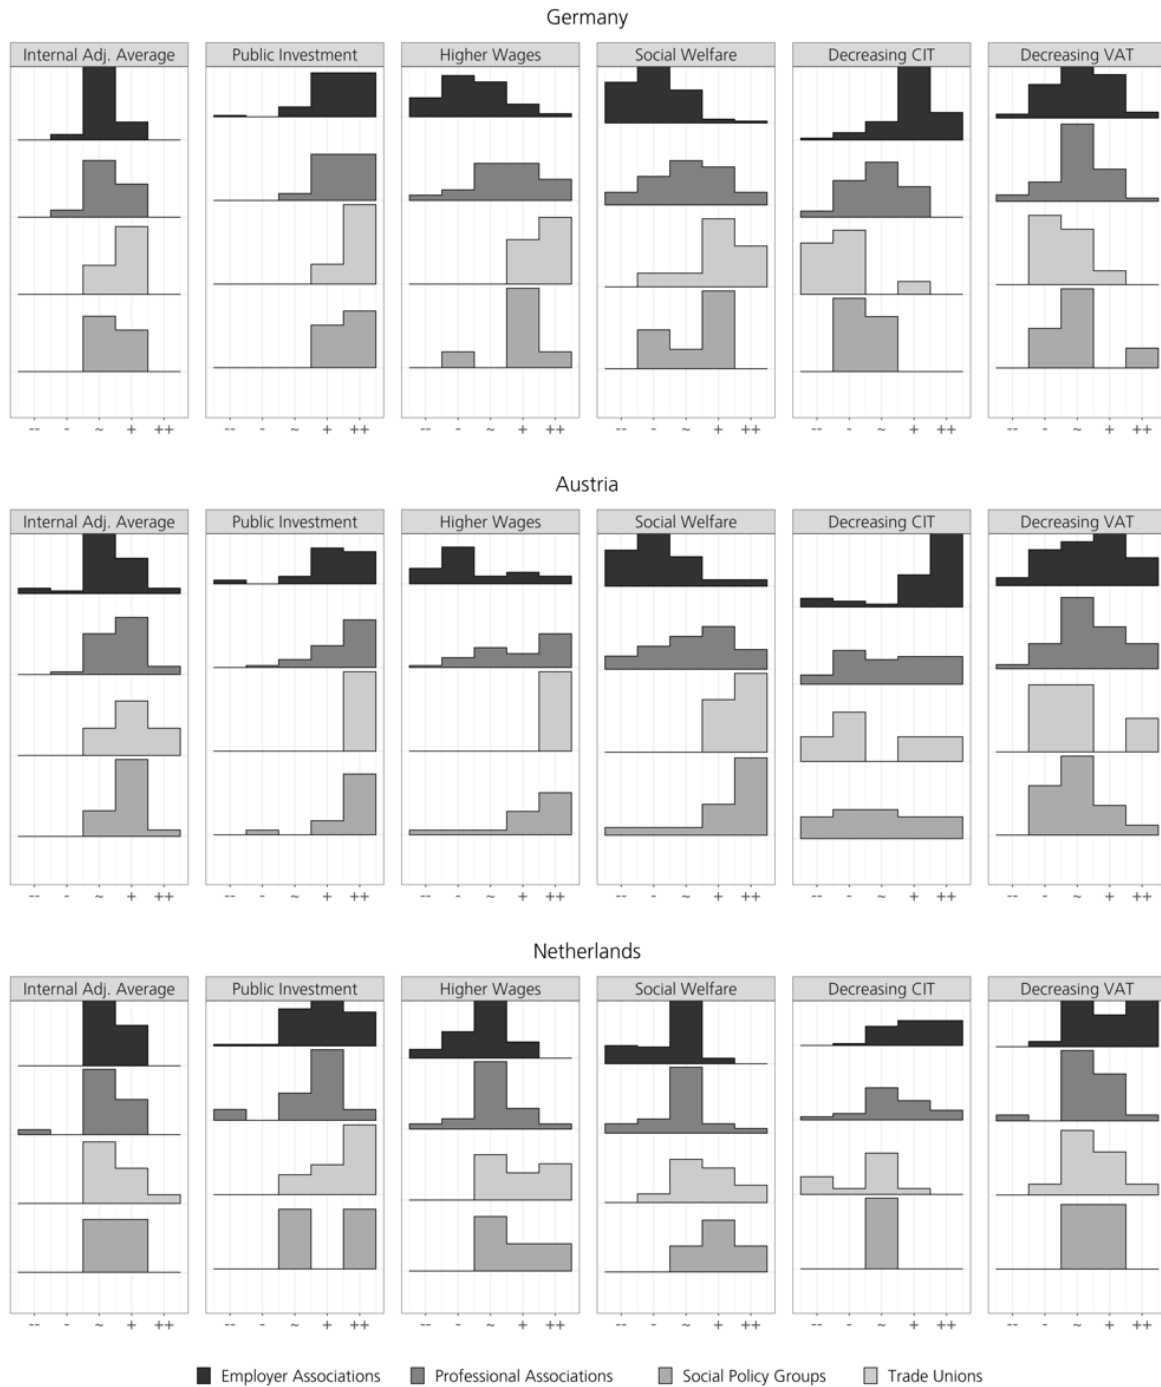 Germany
Internal Adj. Average Public Investment Higher Wages Social Welfare Decreasing CIT Decreasing VAT
-- - ~ + ++ -- - ~ + ++ -- - ~ + ++ -- - ~ + ++ -- - ~ + ++ -- - ~ + ++
Austria
Internal Adj. Average Public Investment Higher Wages Social Welfare Decreasing CIT Decreasing VAT
-- - ~ + ++ -- - ~ + ++ -- - ~ + ++ -- - ~ + ++ -- - ~ + ++ -- - ~ + ++
Netherlands
Internal Adj. Average Public Investment Higher Wages Social Welfare Decreasing CIT Decreasing VAT
-- - ~ + ++ -- - ~ + ++ -- - ~ + ++ -- - ~ + ++ -- - ~ + ++ -- - ~ + ++
Employer Associations Professional Associations Social Policy Groups Trade Unions